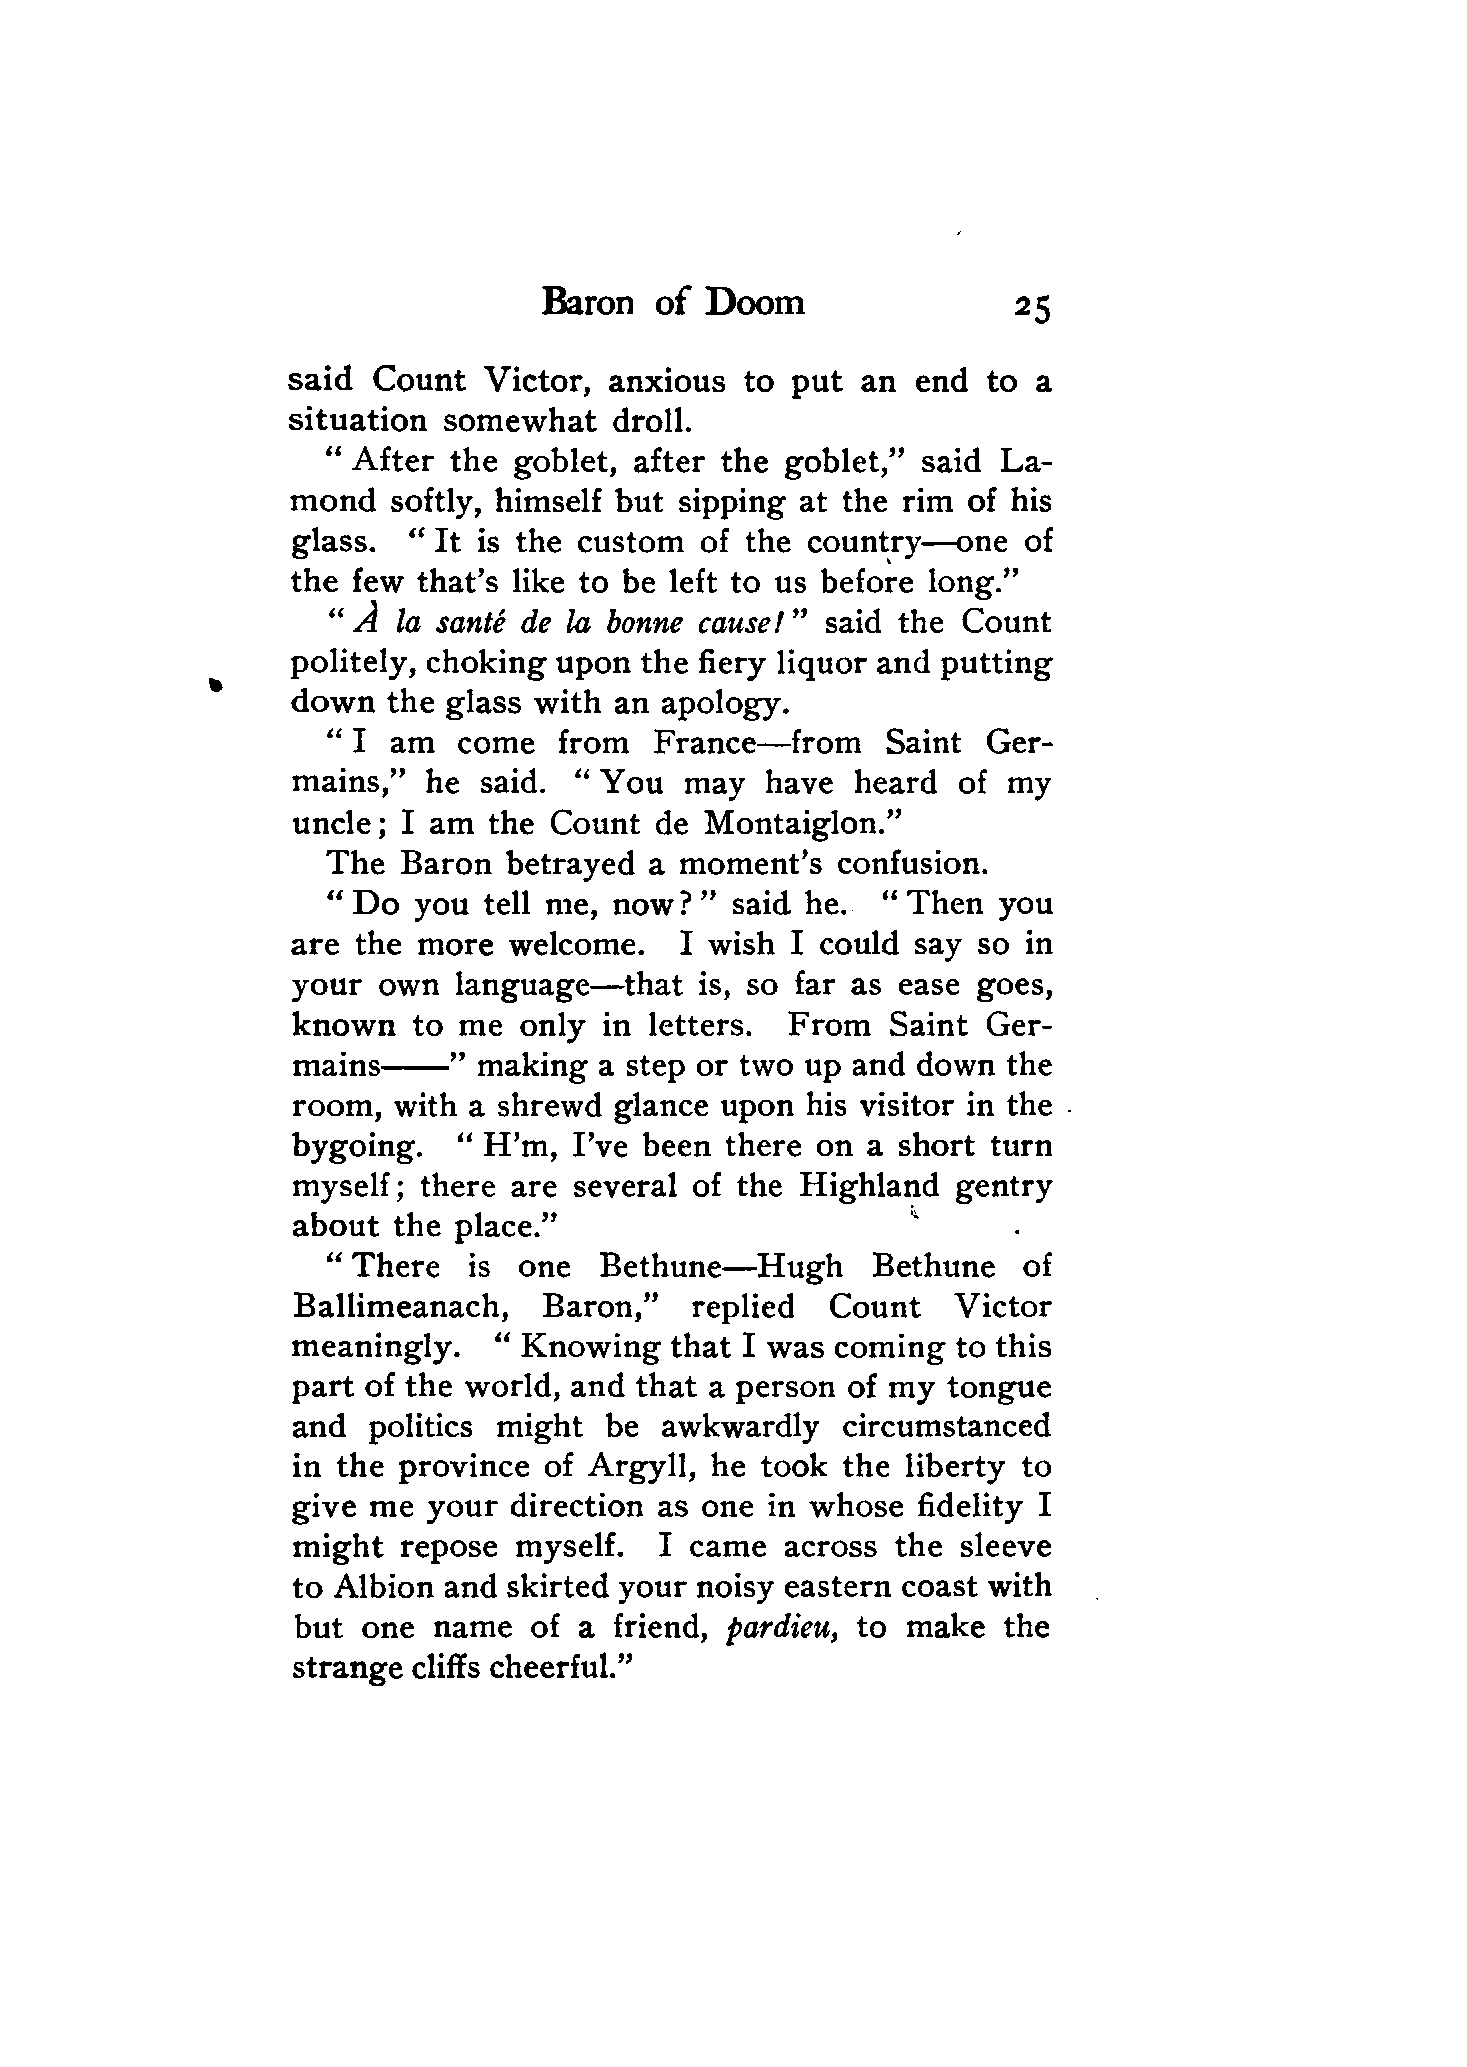 Baron of Doom 25
said Count Victor, anxious to put an end to a
situation somewhat droll.
“After the goblet, after the goblet,” said La-
mond softly, himself but sipping at the rim of his
glass. “It is the custom of the country—one of
the few that's like to be left to us before long.”
“À la santé de la bonne cause!” said the Count
politely, choking upon the fiery liquor and putting
down the glass with an apology.
“I am come from France—from Saint Ger-
mains,” he said. “You may have heard of my
uncle; I am the Count de Montaiglon.”
The Baron betrayed a moment's confusion.
“Do you tell me, now?” said he. “Then you
are the more welcome. I wish I could say so in
your own language—that is, so far as ease goes,
known to me only in letters. From Saint Ger-
mains——” making a step or two up and down the
room, with a shrewd glance upon his visitor in the
bygoing. “H'm, I've been there on a short turn
myself; there are several of the Highland gentry
about the place.”
“There is one Bethune—Hugh Bethune of
Ballimeanach, Baron,” replied Count Victor
meaningly. “Knowing that I was coming to this
part of the world, and that a person of my tongue
and politics might be awkwardly circumstanced
in the province of Argyll, he took the liberty to
give me your direction as one in whose fidelity I
might repose myself. I came across the sleeve
to Albion and skirted your noisy eastern coast with
but one name of a friend, pardieu, to make the
strange cliffs cheerful.”